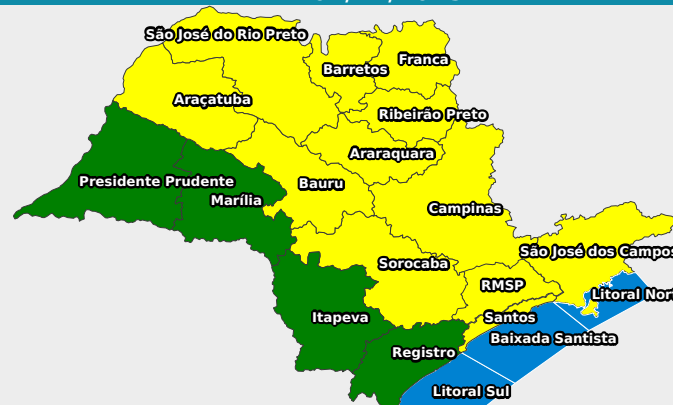 São José do Rio Preto
Franca
Barretos
Araçatuba
Ribeirão Preto
Araraquara
Presidente Prudente
Bauru
Marília
Campinas
São José dos Campos
Sorocaba
RMSP
Litoral Nort
Itapeva
Santos
Baixada Santista
Registro
Litoral Sul